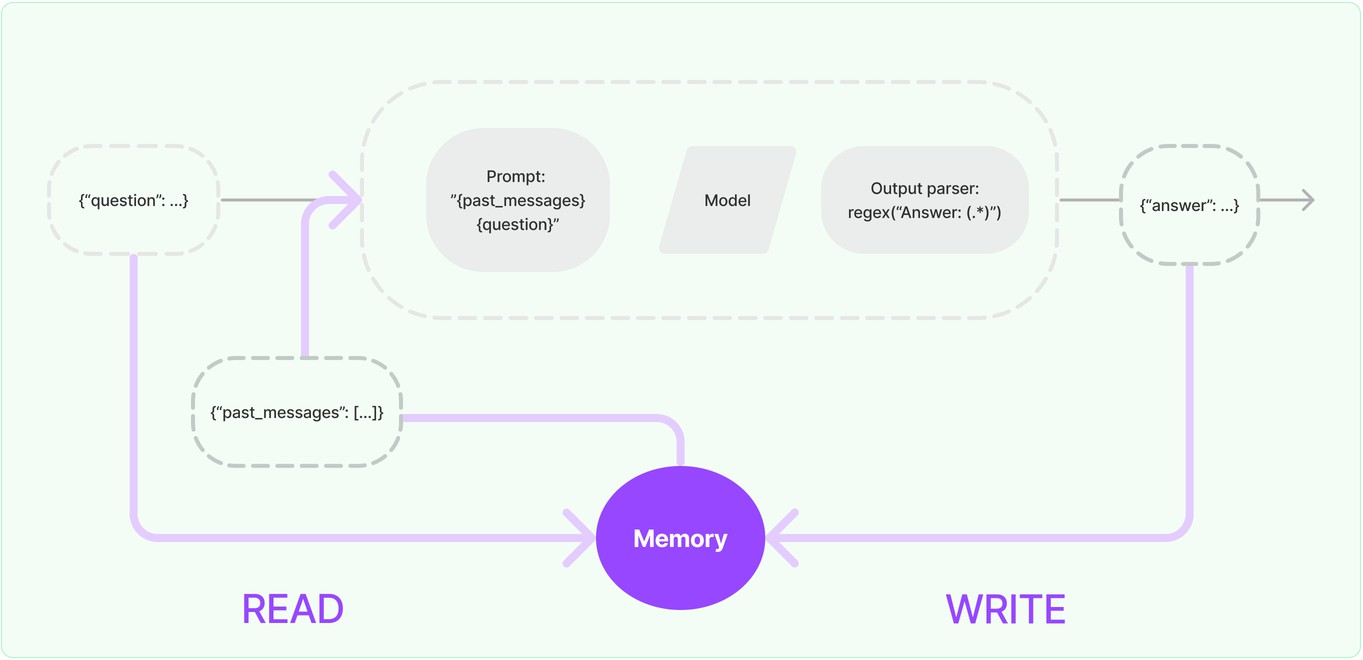 {“question”: ...}
Prompt:
”{past_messages}
{question}”
Model
Output parser:
regex(“Answer: (.*)”)
{“answer”: ...}
{“past_messages”: [...]}
Memory
READ
WRITE